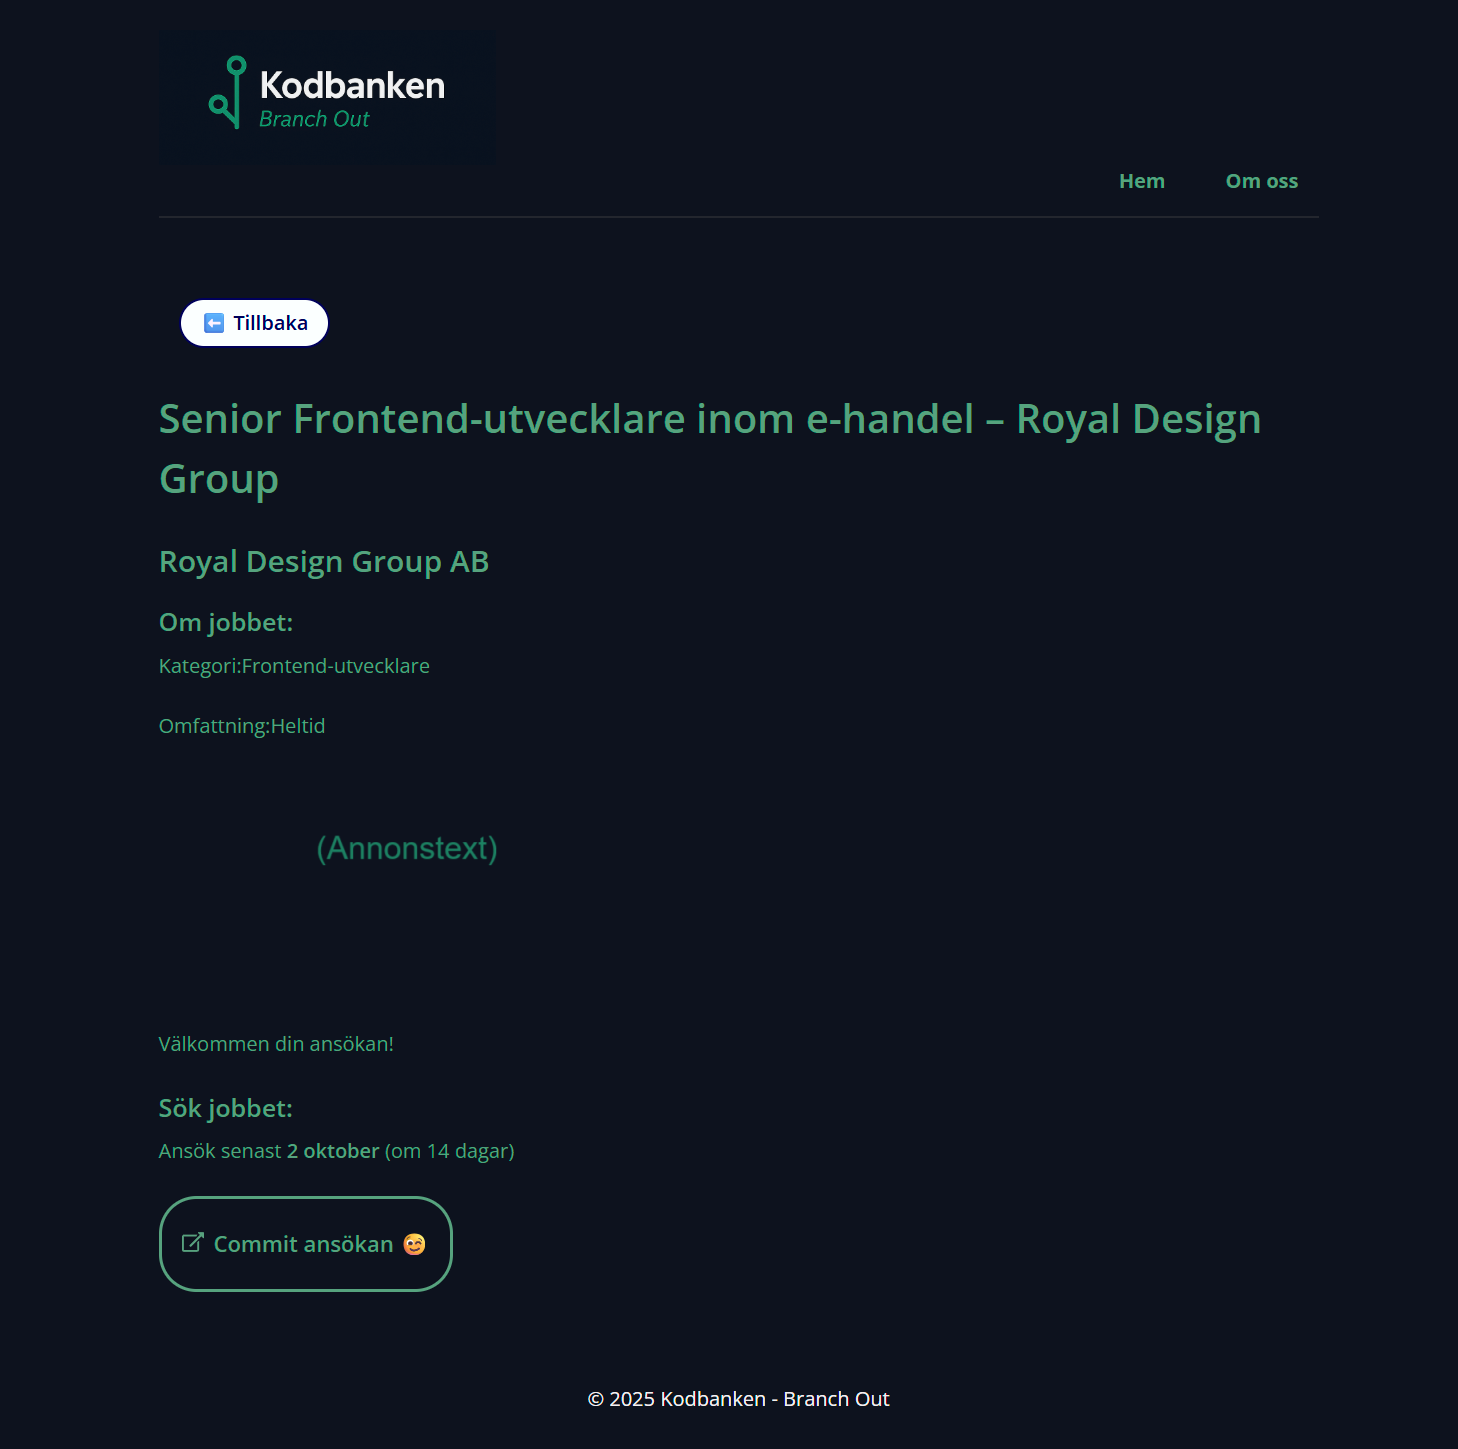 Kodbanken
Branch Out
Hem
Om oss
⬅️ Tillbaka
Senior Frontend-utvecklare inom e-handel – Royal Design
Group
Royal Design Group AB
Om jobbet:
Kategori:Frontend-utvecklare
Omfattning:Heltid
(Annonstext)
Välkommen din ansökan!
Sök jobbet:
Ansök senast 2 oktober (om 14 dagar)
Commit ansökan 😉
© 2025 Kodbanken - Branch Out